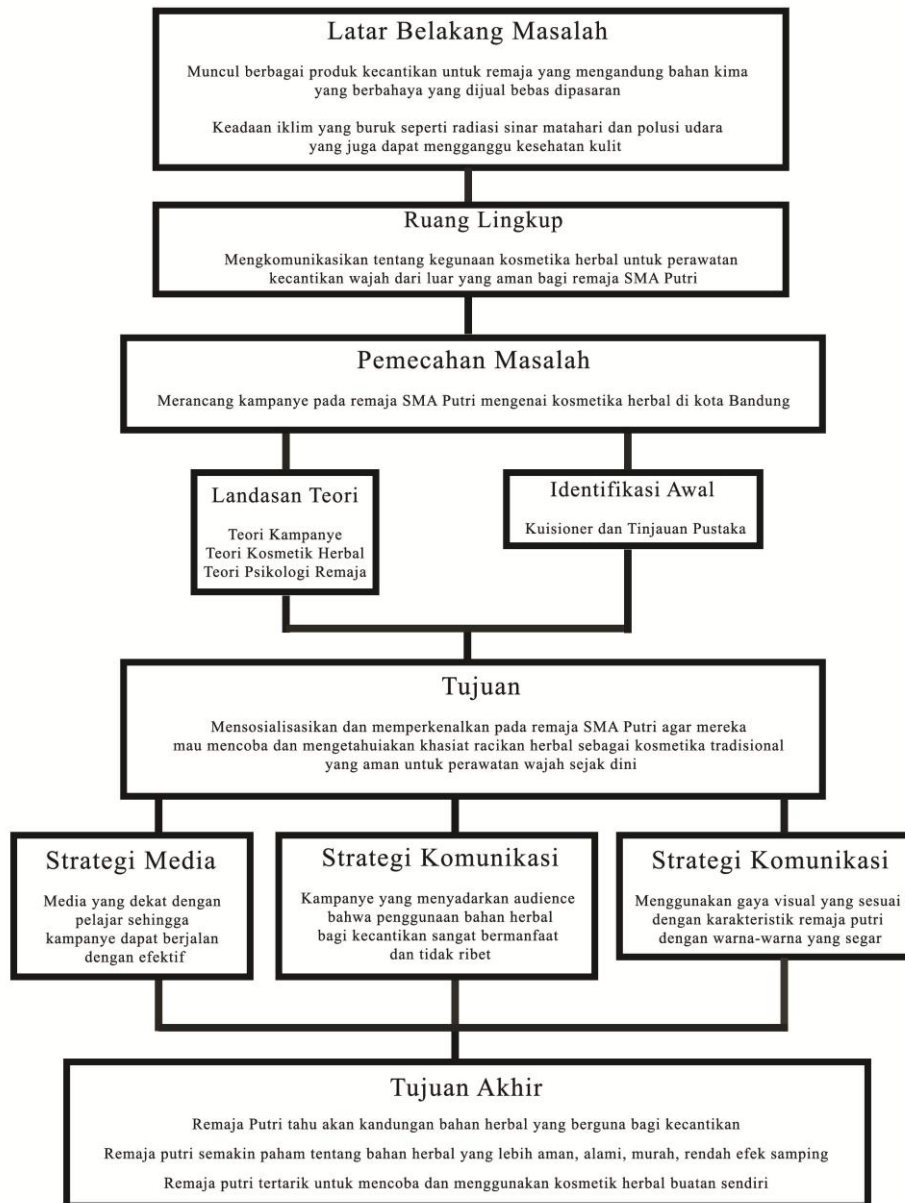 Latar Belakang Masalah
Muncul berbagai produk kecantikan untuk remaja yang mengandung bahan kima
yang berbahaya yang dijual bebas dipasaran
Keadaan iklim yang buruk seperti radiasi sinar matahari dan polusi udara
yang juga dapat mengganggu kesehatan kulit
Ruang Lingkup
Mengkomunikasikan tentang kegunaan kosmetika herbal untuk perawatan
kecantikan wajah dari luar yang aman bagi remaja SMA Putri
Pemecahan Masalah
Merancang kampanye pada remaja SMA Putri mengenai kosmetika herbal di kota Bandung
Landasan Teori
Teori Kampanye
Teori Kosmetik Herbal
Teori Psikologi Remaja
Identifikasi Awal
Kuisioner dan Tinjauan Pustaka
Tujuan
Mensosialisasikan dan memperkenalkan pada remaja SMA Putri agar mereka
mau mencoba dan mengetahuiakan khasiat racikan herbal sebagai kosmetika tradisional
yang aman untuk perawatan wajah sejak dini
Strategi Media
Media yang dekat dengan
pelajar sehingga
kampanye dapat berjalan
dengan efektif
Strategi Komunikasi
Kampanye yang menyadarkan audience
bahwa penggunaan bahan herbal
bagi kecantikan sangat bermanfaat
dan tidak ribet
Strategi Komunikasi
Menggunakan gaya visual yang sesuai
dengan karakteristik remaja putri
dengan warna-warna yang segar
Tujuan Akhir
Remaja Putri tahu akan kandungan bahan herbal yang berguna bagi kecantikan
Remaja putri semakin paham tentang bahan herbal yang lebih aman, alami, murah, rendah efek samping
Remaja putri tertarik untuk mencoba dan menggunakan kosmetik herbal buatan sendiri